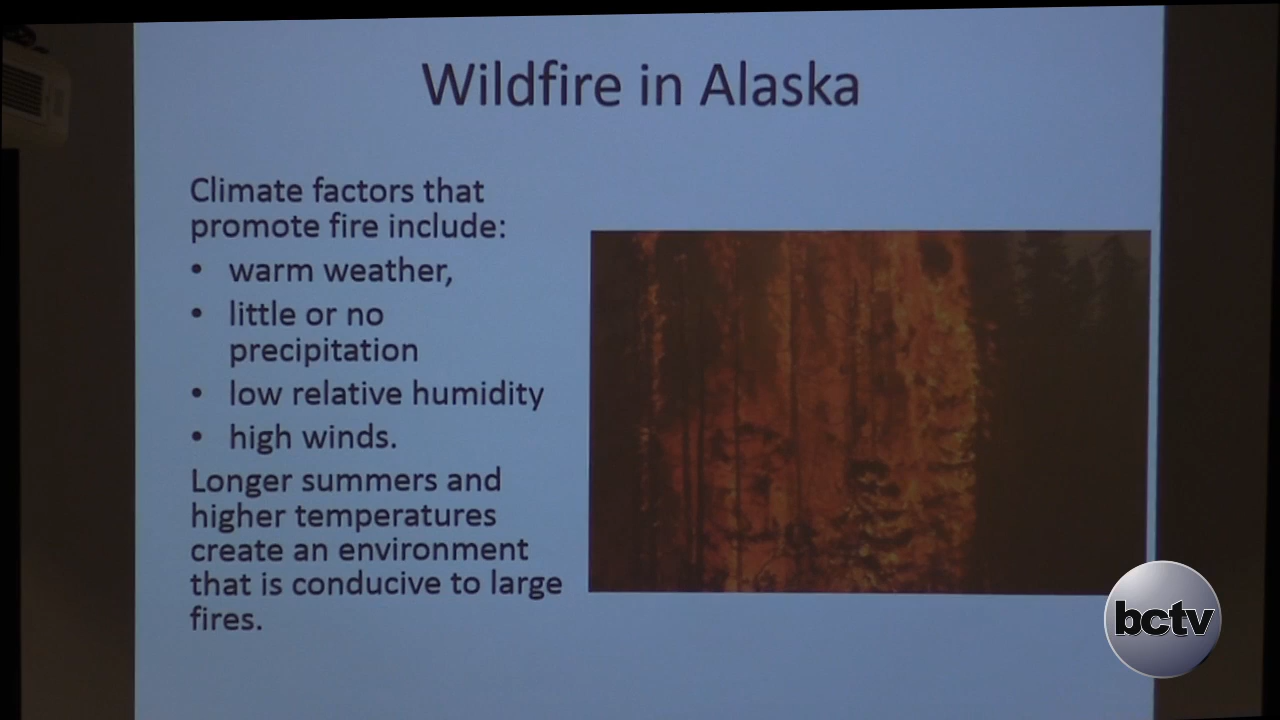 Wildfire in Alaska
Climate factors that
promote fire include:
• warm weather,
• little or no
precipitation
• low relative humidity
• high winds.
Longer summers and
higher temperatures
create an environment
that is conducive to large
fires.
bctv